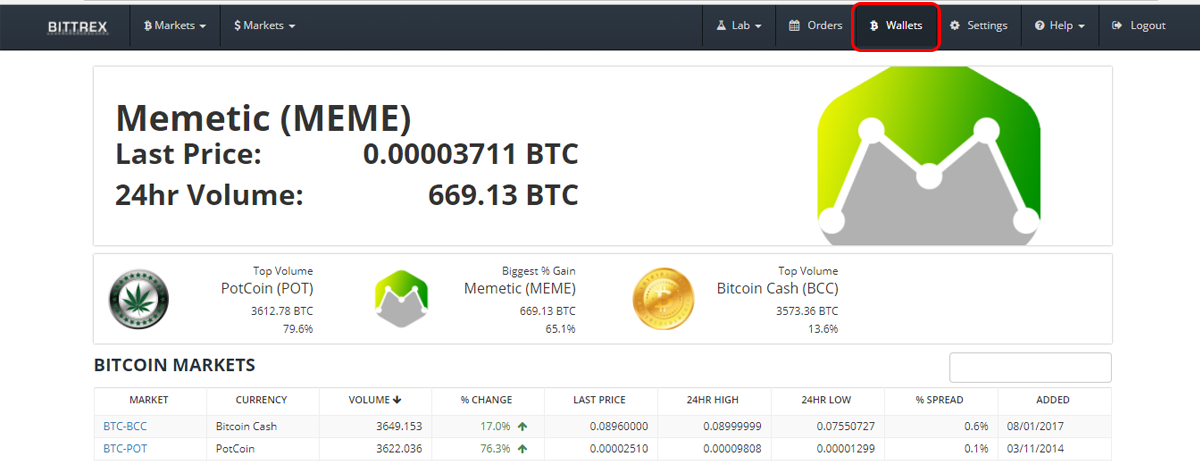 BITTREX Markets Markets Lab Orders Wallets Settings Help Logout
Memetic (MEME)
Last Price: 0.00003711 BTC
24hr Volume: 669.13 BTC
Top Volume
PotCoin (POT)
3612.78 BTC
79.6%
Biggest % Gain
Memetic (MEME)
669.13 BTC
65.1%
Top Volume
Bitcoin Cash (BCC)
3573.36 BTC
13.6%
BITCOIN MARKETS
MARKET CURRENCY VOLUME % CHANGE LAST PRICE 24HR HIGH 24HR LOW % SPREAD ADDED
BTC-BCC Bitcoin Cash 3649.153 17.0% 0.08960000 0.08999999 0.07550727 0.6% 08/01/2017
BTC-POT PotCoin 3622.036 76.3% 0.00002510 0.00009808 0.00001299 0.1% 03/11/2014